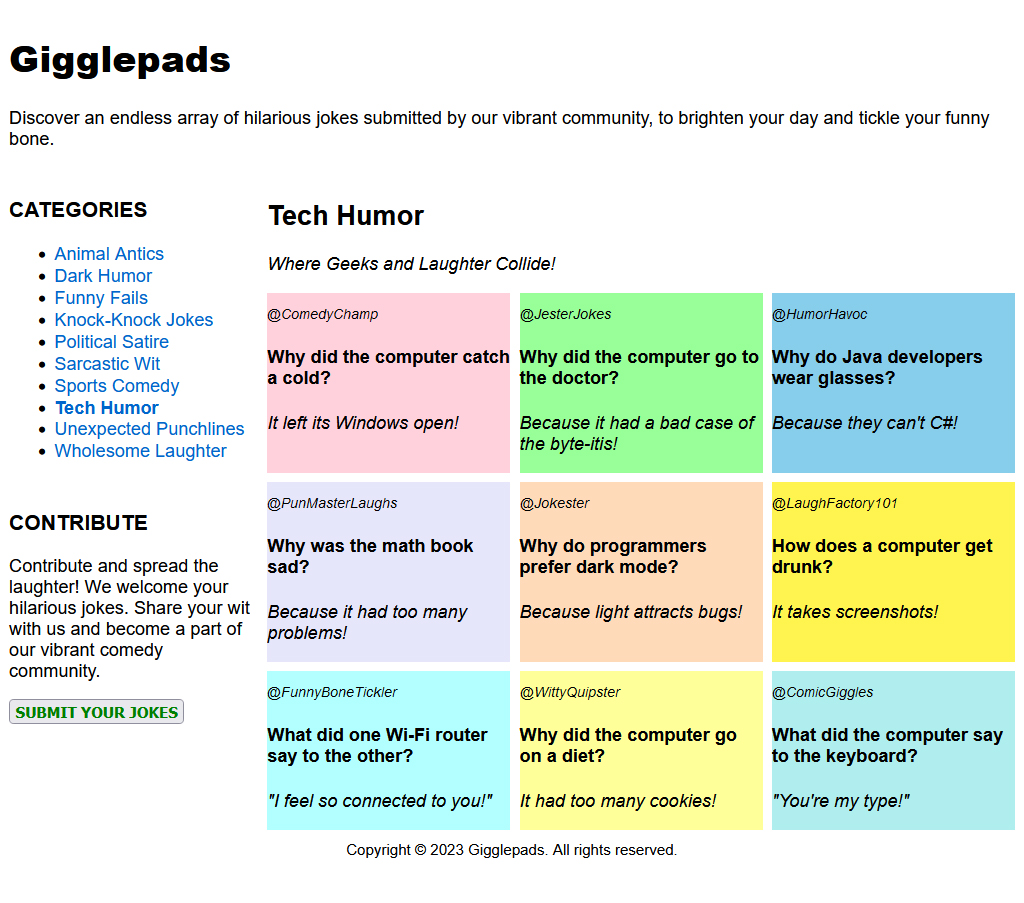 Gigglepads
Discover an endless array of hilarious jokes submitted by our vibrant community, to brighten your day and tickle your funny
bone.
CATEGORIES
Animal Antics
Dark Humor
Funny Fails
Knock-Knock Jokes
Political Satire
Sarcastic Wit
Sports Comedy
Tech Humor
Unexpected Punchlines
Wholesome Laughter
CONTRIBUTE
Contribute and spread the
laughter! We welcome your
hilarious jokes. Share your wit
with us and become a part of
our vibrant comedy
community.
SUBMIT YOUR JOKES
Tech Humor
Where Geeks and Laughter Collide!
@ComedyChamp
Why did the computer catch
a cold?
It left its Windows open!
@JesterJokes
Why did the computer go to
the doctor?
Because it had a bad case of
the byte-itis!
@HumorHavoc
Why do Java developers
wear glasses?
Because they can't C#!
@PunMasterLaughs
Why was the math book
sad?
Because it had too many
problems!
@Jokester
Why do programmers
prefer dark mode?
Because light attracts bugs!
@LaughFactory101
How does a computer get
drunk?
It takes screenshots!
@FunnyBoneTickler
What did one Wi-Fi router
say to the other?
"I feel so connected to you!"
@WittyQuipster
Why did the computer go
on a diet?
It had too many cookies!
@ComicGiggles
What did the computer say
to the keyboard?
"You're my type!"
Copyright © 2023 Gigglepads. All rights reserved.